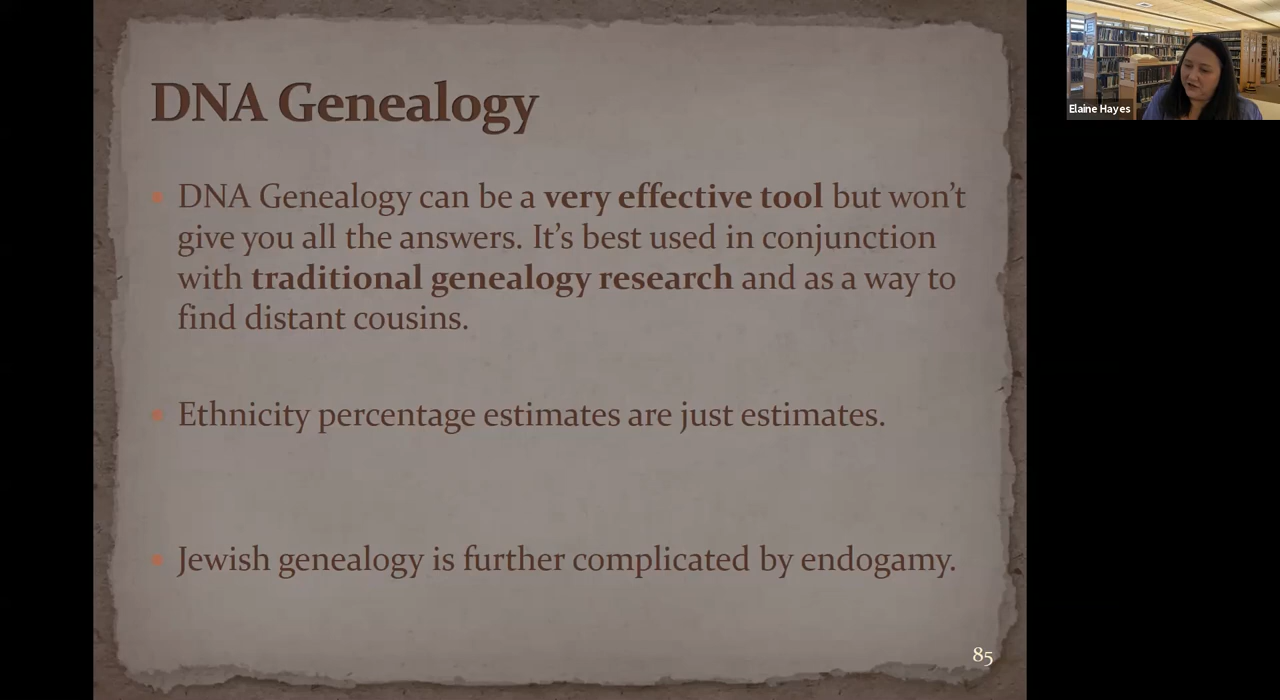 DNA Genealogy
DNA Genealogy can be a very effective tool but won’t
give you all the answers. It’s best used in conjunction
with traditional genealogy research and as a way to
find distant cousins.
Ethnicity percentage estimates are just estimates.
Jewish genealogy is further complicated by endogamy.
85
Elaine Hayes